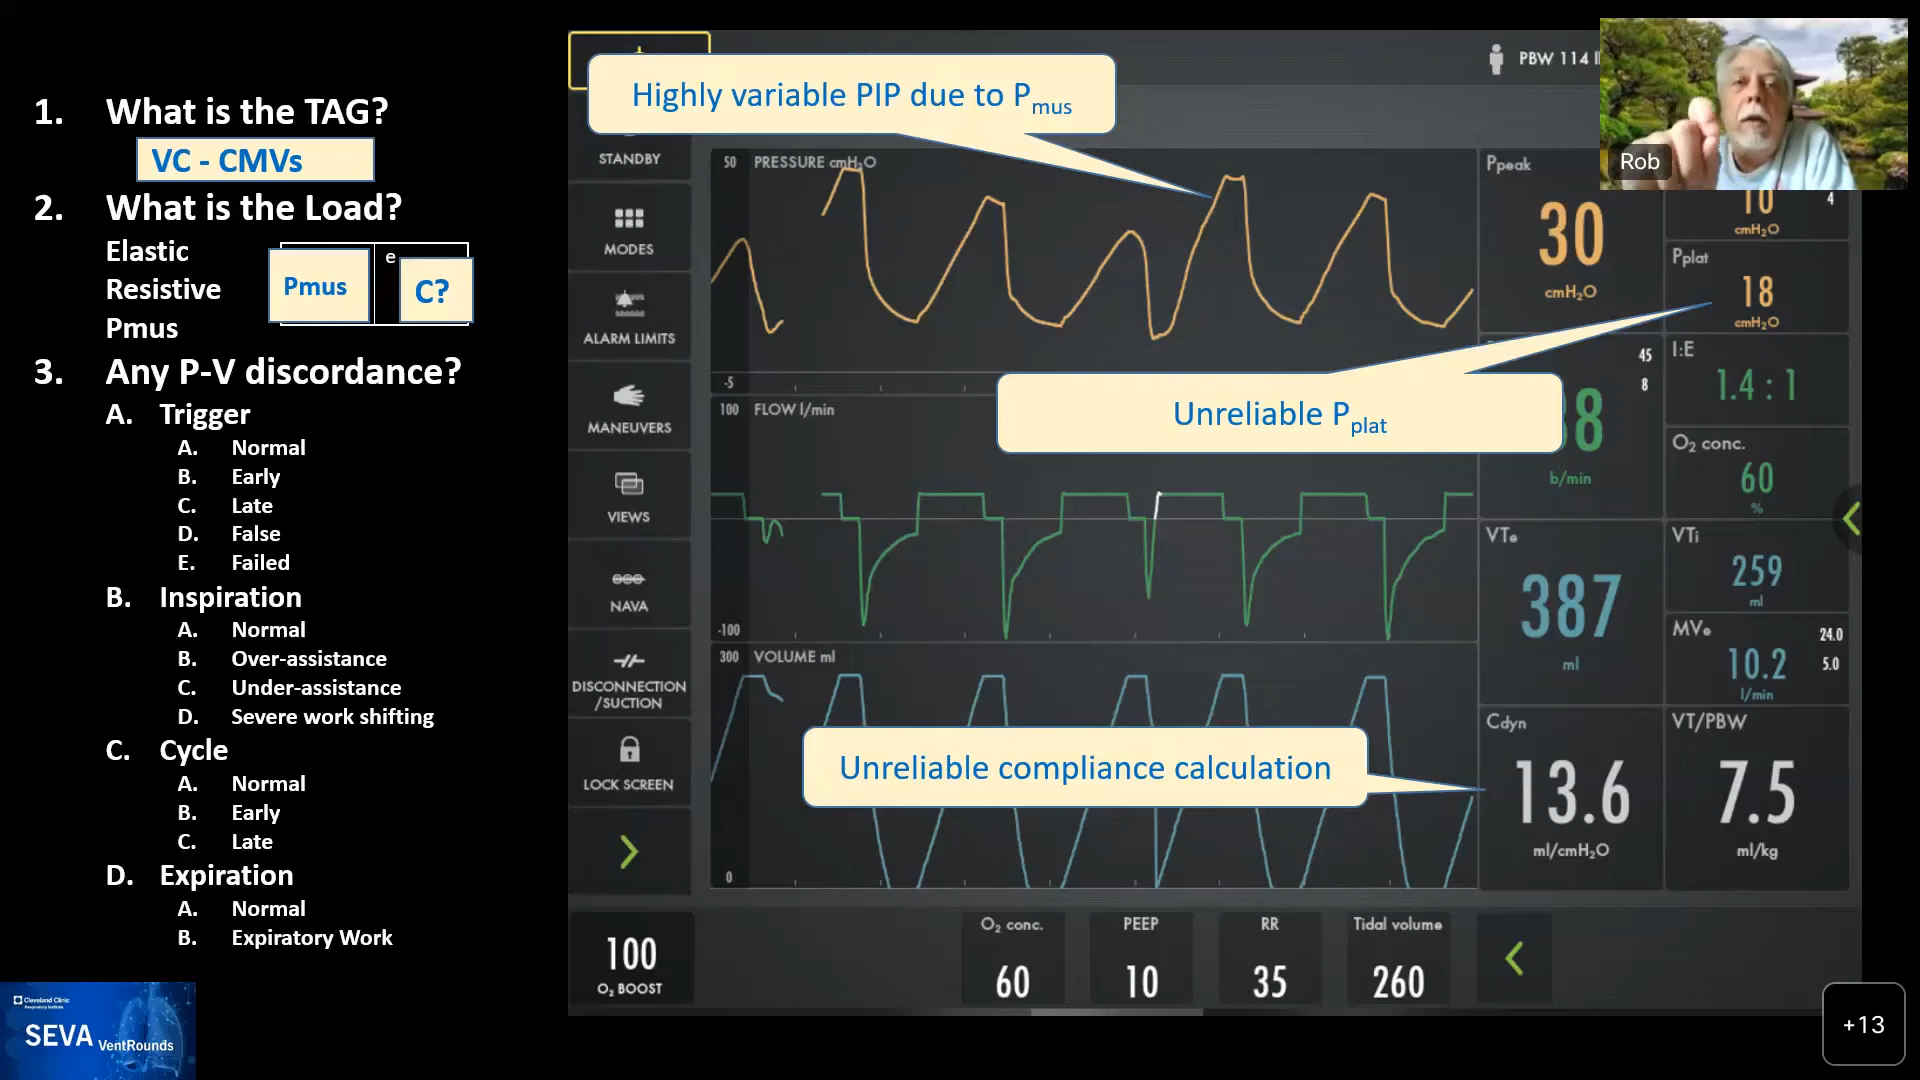 1. What is the TAG?
VC - CMVs
2. What is the Load?
Elastic
Resistive
Pmus
Pmus
e
C?
3. Any P-V discordance?
A. Trigger
A. Normal
B. Early
C. Late
D. False
E. Failed
B. Inspiration
A. Normal
B. Over-assistance
C. Under-assistance
D. Severe work shifting
C. Cycle
A. Normal
B. Early
C. Late
D. Expiration
A. Normal
B. Expiratory Work
Cleveland Clinic
Respiratory Institute
SEVA VentRounds
Highly variable PIP due to Pmus
PBW 114 l
Rob
STANDBY
MODES
ALARM LIMITS
MANEUVERS
VIEWS
NAVA
DISCONNECTION
/SUCTION
LOCK SCREEN
50 PRESSURE cmH₂O
-5
100 FLOW l/min
-100
300 VOLUME ml
0
Unreliable Pplat
Unreliable compliance calculation
Ppeak
30
cmH₂O
10
4
cmH₂O
Pplat
18
cmH₂O
45
8
8
b/min
I:E
1.4 : 1
O₂ conc.
60
%
VTe
387
ml
VTi
259
ml
MVe
24.0
10.2
5.0
l/min
Cdyn
13.6
ml/cmH₂O
VT/PBW
7.5
ml/kg
100
O₂ BOOST
O₂ conc.
60
PEEP
10
RR
35
Tidal volume
260
+13